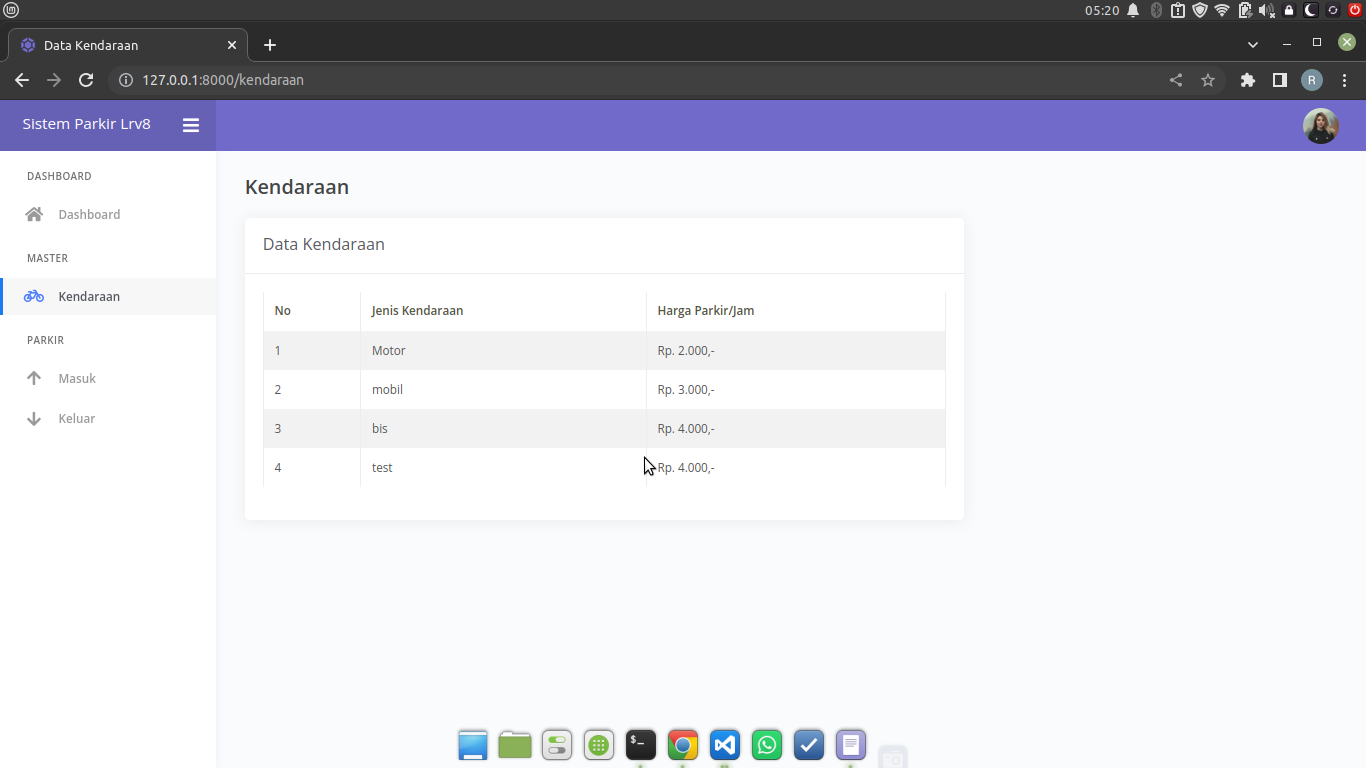 05:20
Data Kendaraan
127.0.0.1:8000/kendaraan
R
Sistem Parkir Lrv8
DASHBOARD
Dashboard
MASTER
Kendaraan
PARKIR
Masuk
Keluar
Kendaraan
Data Kendaraan
No Jenis Kendaraan Harga Parkir/Jam
1 Motor Rp. 2.000,-
2 mobil Rp. 3.000,-
3 bis Rp. 4.000,-
4 test Rp. 4.000,-
$_